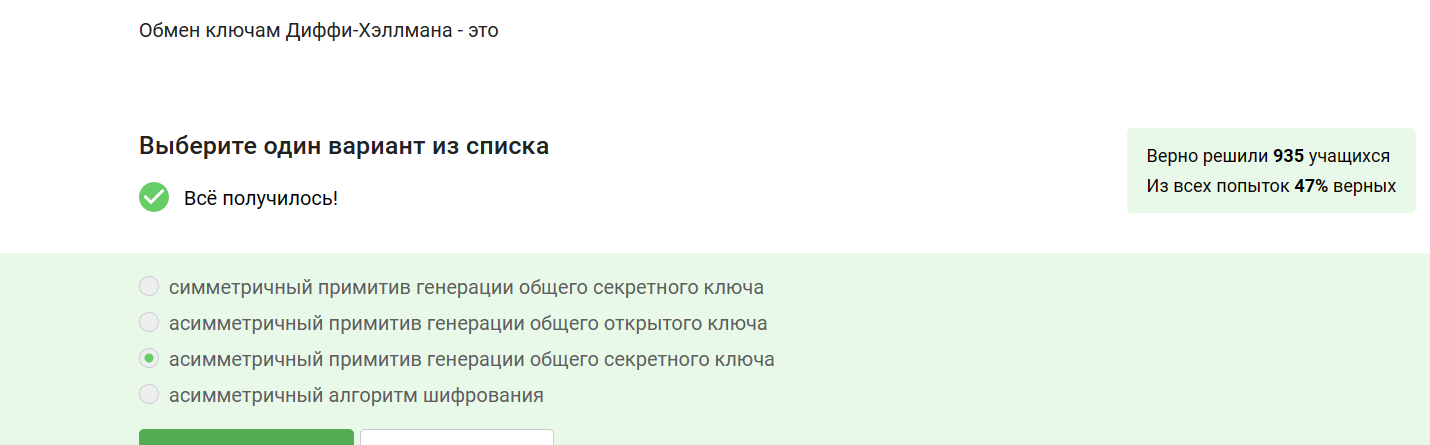 Обмен ключам Диффи-Хэллмана - это
Выберите один вариант из списка
Всё получилось!
Верно решили 935 учащихся
Из всех попыток 47% верных
симметричный примитив генерации общего секретного ключа
асимметричный примитив генерации общего открытого ключа
асимметричный примитив генерации общего секретного ключа
асимметричный алгоритм шифрования